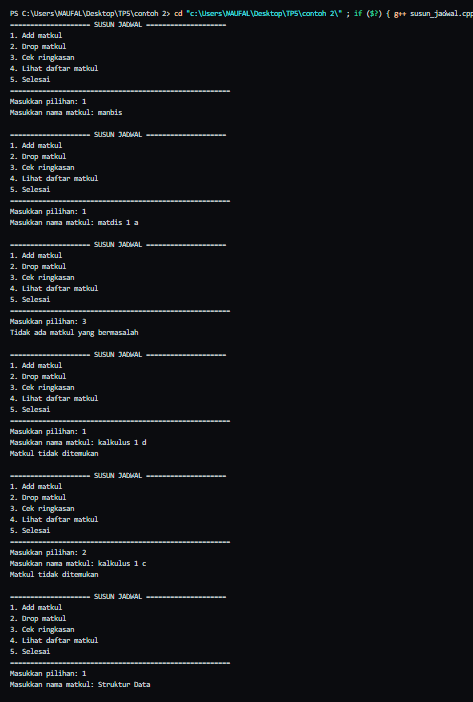 PS C:\Users\NAUFAL\Desktop\TP5\contoh 2> cd "c:\Users\NAUFAL\Desktop\TP5\contoh 2\" ; if ($?) { g++ susun_jadwal.cpp
==================== SUSUN JADWAL ====================
1. Add matkul
2. Drop matkul
3. Cek ringkasan
4. Lihat daftar matkul
5. Selesai
=======================================================
Masukkan pilihan: 1
Masukkan nama matkul: manbis
==================== SUSUN JADWAL ====================
1. Add matkul
2. Drop matkul
3. Cek ringkasan
4. Lihat daftar matkul
5. Selesai
=======================================================
Masukkan pilihan: 1
Masukkan nama matkul: matdis 1 a
==================== SUSUN JADWAL ====================
1. Add matkul
2. Drop matkul
3. Cek ringkasan
4. Lihat daftar matkul
5. Selesai
=======================================================
Masukkan pilihan: 3
Tidak ada matkul yang bermasalah
==================== SUSUN JADWAL ====================
1. Add matkul
2. Drop matkul
3. Cek ringkasan
4. Lihat daftar matkul
5. Selesai
=======================================================
Masukkan pilihan: 1
Masukkan nama matkul: kalkulus 1 d
Matkul tidak ditemukan
==================== SUSUN JADWAL ====================
1. Add matkul
2. Drop matkul
3. Cek ringkasan
4. Lihat daftar matkul
5. Selesai
=======================================================
Masukkan pilihan: 2
Masukkan nama matkul: kalkulus 1 c
Matkul tidak ditemukan
==================== SUSUN JADWAL ====================
1. Add matkul
2. Drop matkul
3. Cek ringkasan
4. Lihat daftar matkul
5. Selesai
=======================================================
Masukkan pilihan: 1
Masukkan nama matkul: Struktur Data